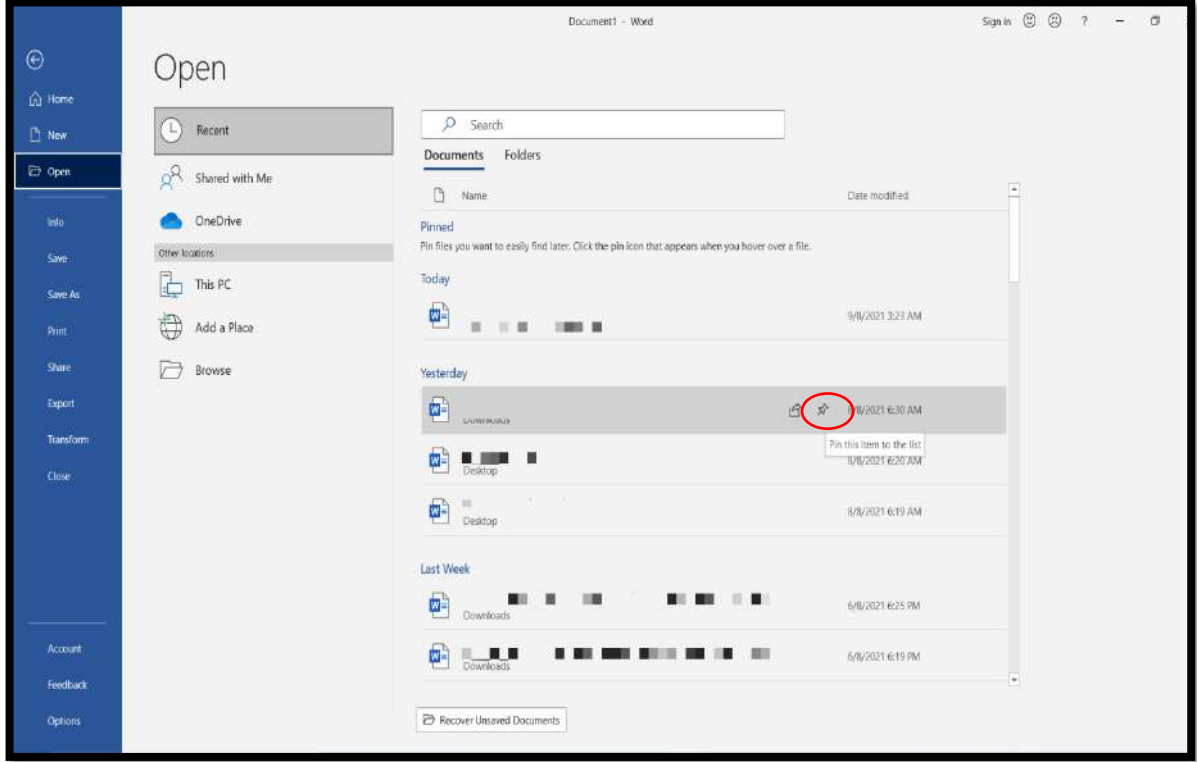 Document1 - Word
Sign in
?
Home
New
Open
Info
Save
Save As
Print
Share
Export
Transform
Close
Account
Feedback
Options
Open
Recent
Shared with Me
OneDrive
Other locations
This PC
Add a Place
Browse
Search
Documents Folders
Name Date modified
Pinned
Pin files you want to easily find later. Click the pin icon that appears when you hover over a file.
Today
9/8/2021 3:23 AM
Yesterday
Downloads
6:30 AM
Pin this item to the list
8/8/2021 6:20 AM
Desktop
8/8/2021 6:19 AM
Desktop
Last Week
6/8/2021 6:25 PM
Downloads
6/8/2021 6:19 PM
Downloads
Recover Unsaved Documents